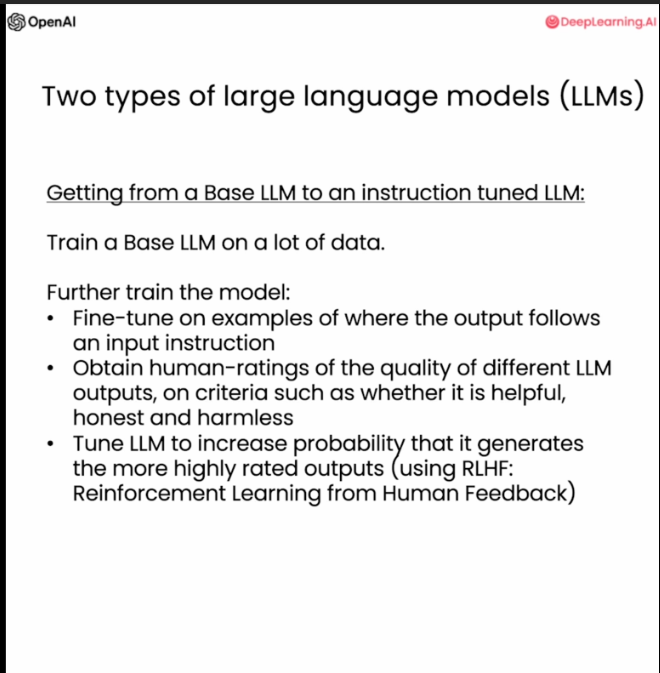 OpenAI
DeepLearning.AI
Two types of large language models (LLMs)
Getting from a Base LLM to an instruction tuned LLM:
Train a Base LLM on a lot of data.
Further train the model:
• Fine-tune on examples of where the output follows
an input instruction
• Obtain human-ratings of the quality of different LLM
outputs, on criteria such as whether it is helpful,
honest and harmless
• Tune LLM to increase probability that it generates
the more highly rated outputs (using RLHF:
Reinforcement Learning from Human Feedback)